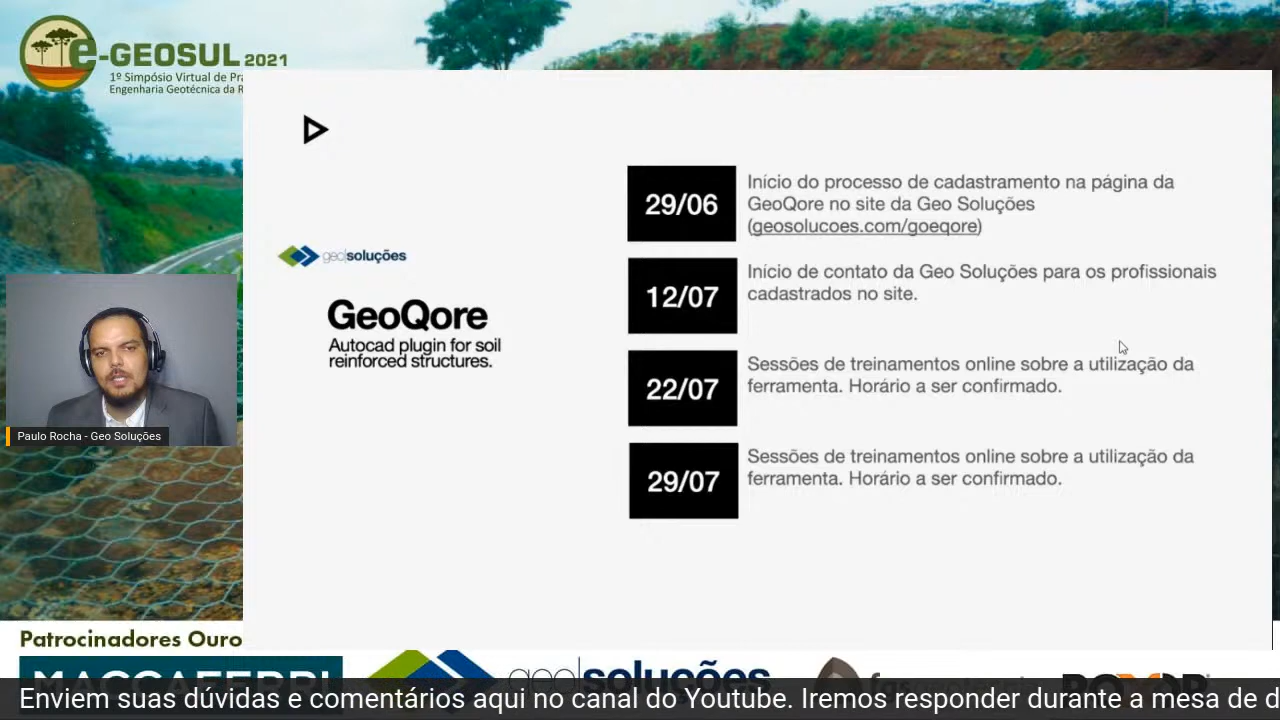 e-GEOSUL 2021
1º Simpósio Virtual de
Engenharia Geotécnica da
29/06
Início do processo de cadastramento na página da
GeoQore no site da Geo Soluções
(geosolucoes.com/goeqore)
geo|soluções
12/07
Início de contato da Geo Soluções para os profissionais
cadastrados no site.
GeoQore
Autocad plugin for soil
reinforced structures.
22/07
Sessões de treinamentos online sobre a utilização da
ferramenta. Horário a ser confirmado.
Paulo Rocha - Geo Soluções
29/07
Sessões de treinamentos online sobre a utilização da
ferramenta. Horário a ser confirmado.
Patrocinadores Ouro
MACCAFERRI
geo|soluções
Enviem suas dúvidas e comentários aqui no canal do Youtube. Iremos responder durante a mesa de d